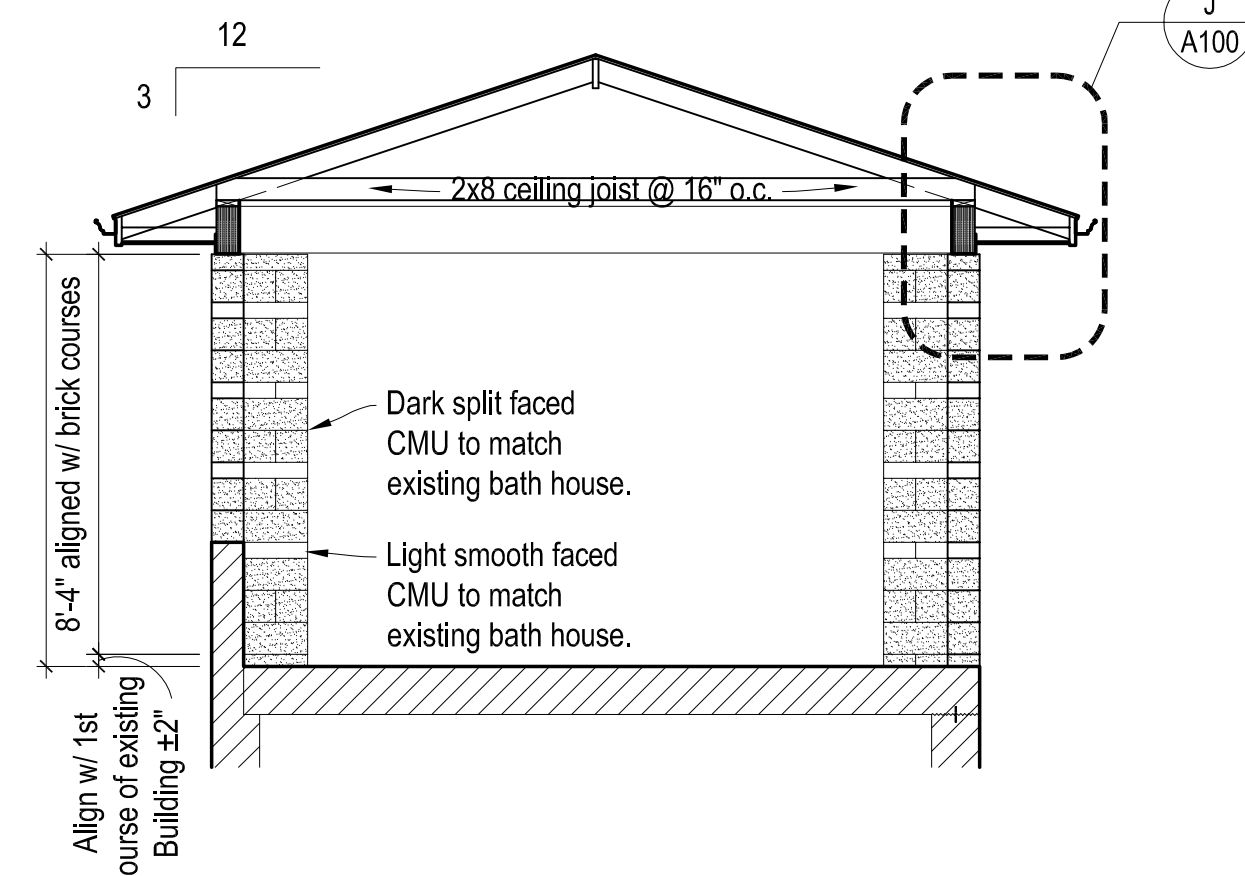 J
A100
12
3
2x8 ceiling joist @ 16" o.c.
8'-4" aligned w/ brick courses
Dark split faced
CMU to match
existing bath house.
Light smooth faced
CMU to match
existing bath house.
Align w/ 1st
ourse of existing
Building ±2"